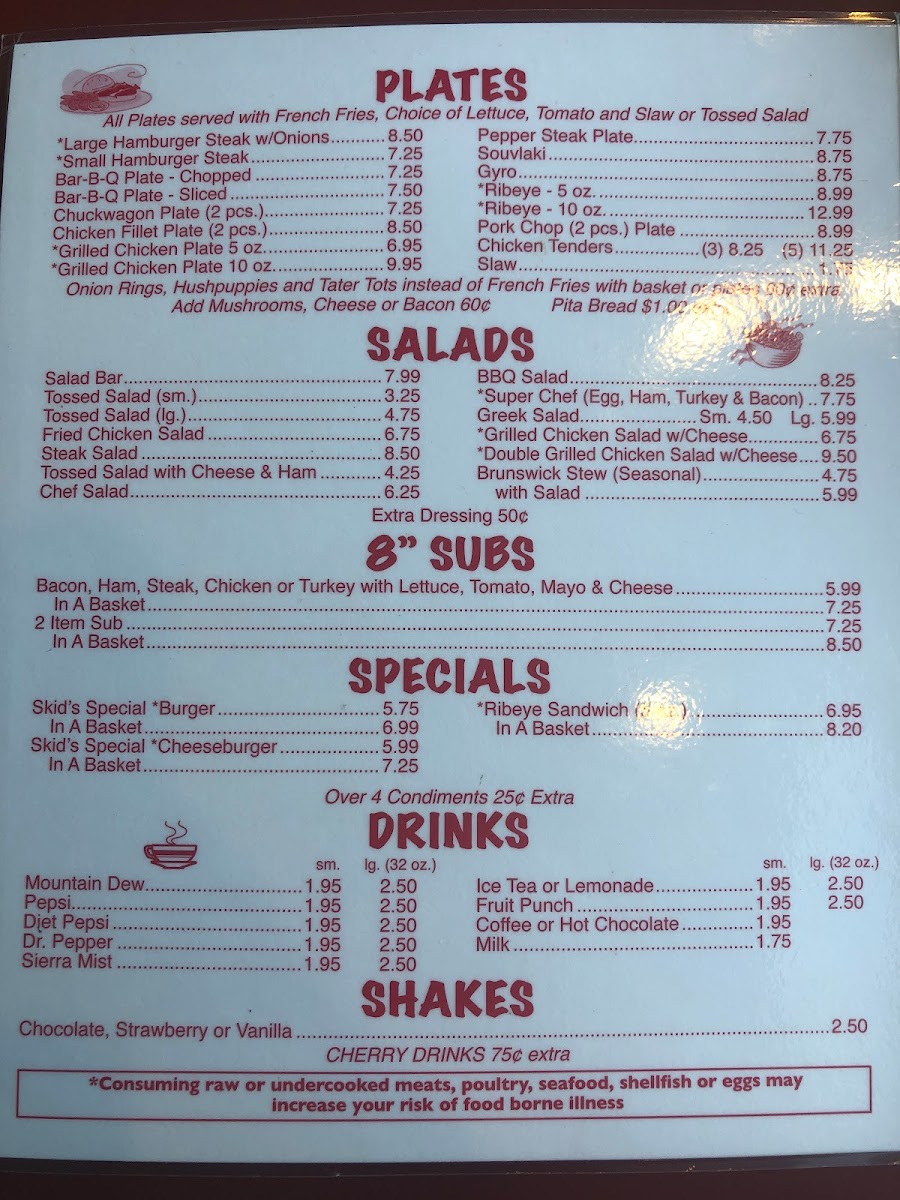 PLATES
All Plates served with French Fries, Choice of Lettuce, Tomato and Slaw or Tossed Salad
*Large Hamburger Steak w/Onions 8.50
*Small Hamburger Steak 7.25
Bar-B-Q Plate - Chopped 7.25
Bar-B-Q Plate - Sliced 7.50
Chuckwagon Plate (2 pcs.) 7.25
Chicken Fillet Plate (2 pcs.) 8.50
*Grilled Chicken Plate 5 oz. 6.95
*Grilled Chicken Plate 10 oz. 9.95
Pepper Steak Plate 7.75
Souvlaki 8.75
Gyro 8.75
*Ribeye - 5 oz. 8.99
*Ribeye - 10 oz. 12.99
Pork Chop (2 pcs.) Plate 8.99
Chicken Tenders (3) 8.25 (5) 11.25
Slaw
Onion Rings, Hushpuppies and Tater Tots instead of French Fries with basket or plates extra
Add Mushrooms, Cheese or Bacon 60¢ Pita Bread $1.00
SALADS
Salad Bar 7.99
Tossed Salad (sm.) 3.25
Tossed Salad (lg.) 4.75
Fried Chicken Salad 6.75
Steak Salad 8.50
Tossed Salad with Cheese & Ham 4.25
Chef Salad 6.25
BBQ Salad 8.25
*Super Chef (Egg, Ham, Turkey & Bacon) 7.75
Greek Salad Sm. 4.50 Lg. 5.99
*Grilled Chicken Salad w/Cheese 6.75
*Double Grilled Chicken Salad w/Cheese 9.50
Brunswick Stew (Seasonal) 4.75
with Salad 5.99
Extra Dressing 50¢
8" SUBS
Bacon, Ham, Steak, Chicken or Turkey with Lettuce, Tomato, Mayo & Cheese 5.99
In A Basket 7.25
2 Item Sub 7.25
In A Basket 8.50
SPECIALS
Skid's Special *Burger 5.75
In A Basket 6.99
Skid's Special *Cheeseburger 5.99
In A Basket 7.25
*Ribeye Sandwich 6.95
In A Basket 8.20
Over 4 Condiments 25¢ Extra
DRINKS
sm. lg. (32 oz.)
Mountain Dew 1.95 2.50
Pepsi 1.95 2.50
Diet Pepsi 1.95 2.50
Dr. Pepper 1.95 2.50
Sierra Mist 1.95 2.50
sm. lg. (32 oz.)
Ice Tea or Lemonade 1.95 2.50
Fruit Punch 1.95 2.50
Coffee or Hot Chocolate 1.95
Milk 1.75
SHAKES
Chocolate, Strawberry or Vanilla 2.50
CHERRY DRINKS 75¢ extra
*Consuming raw or undercooked meats, poultry, seafood, shellfish or eggs may
increase your risk of food borne illness